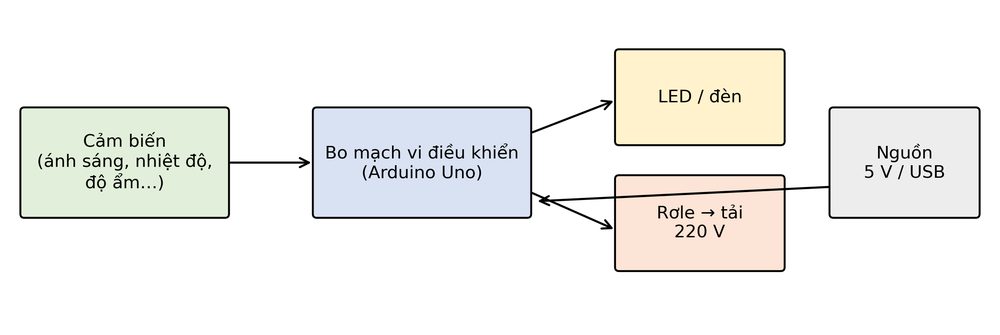 Cảm biến
(ánh sáng, nhiệt độ,
độ ẩm...)
Bo mạch vi điều khiển
(Arduino Uno)
LED / đèn
Rơle → tải
220 V
Nguồn
5 V / USB